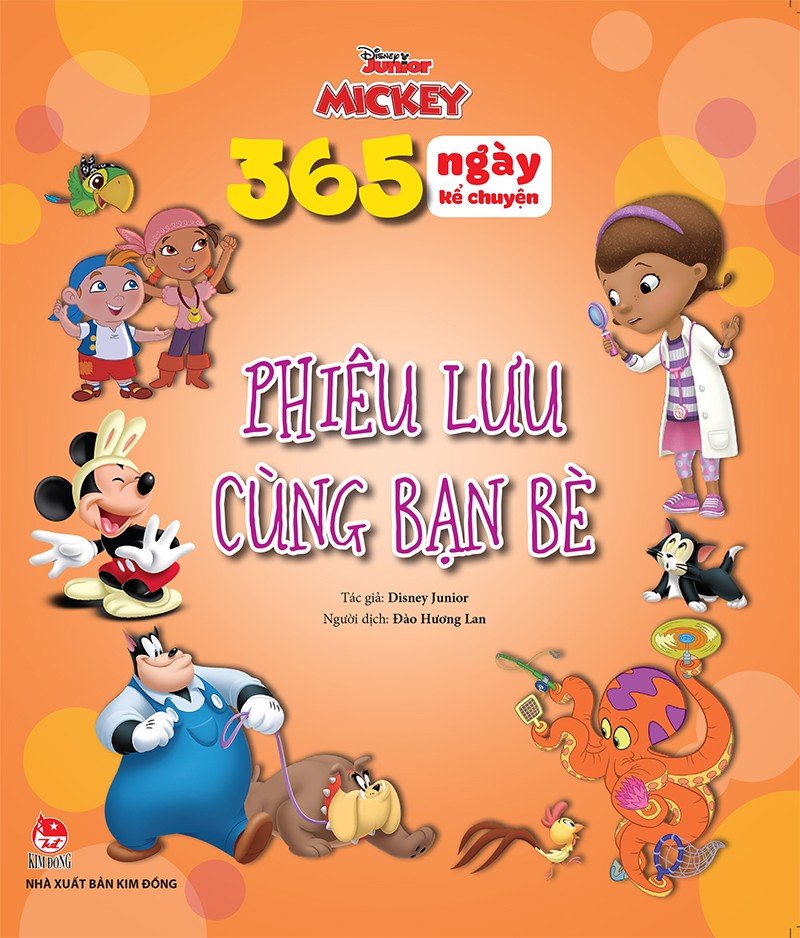 Disney
Junior
MICKEY
365 ngày
kể chuyện
PHIÊU LƯU
CÙNG BẠN BÈ
Tác giả: Disney Junior
Người dịch: Đào Hương Lan
KIM ĐỒNG
NHÀ XUẤT BẢN KIM ĐỒNG